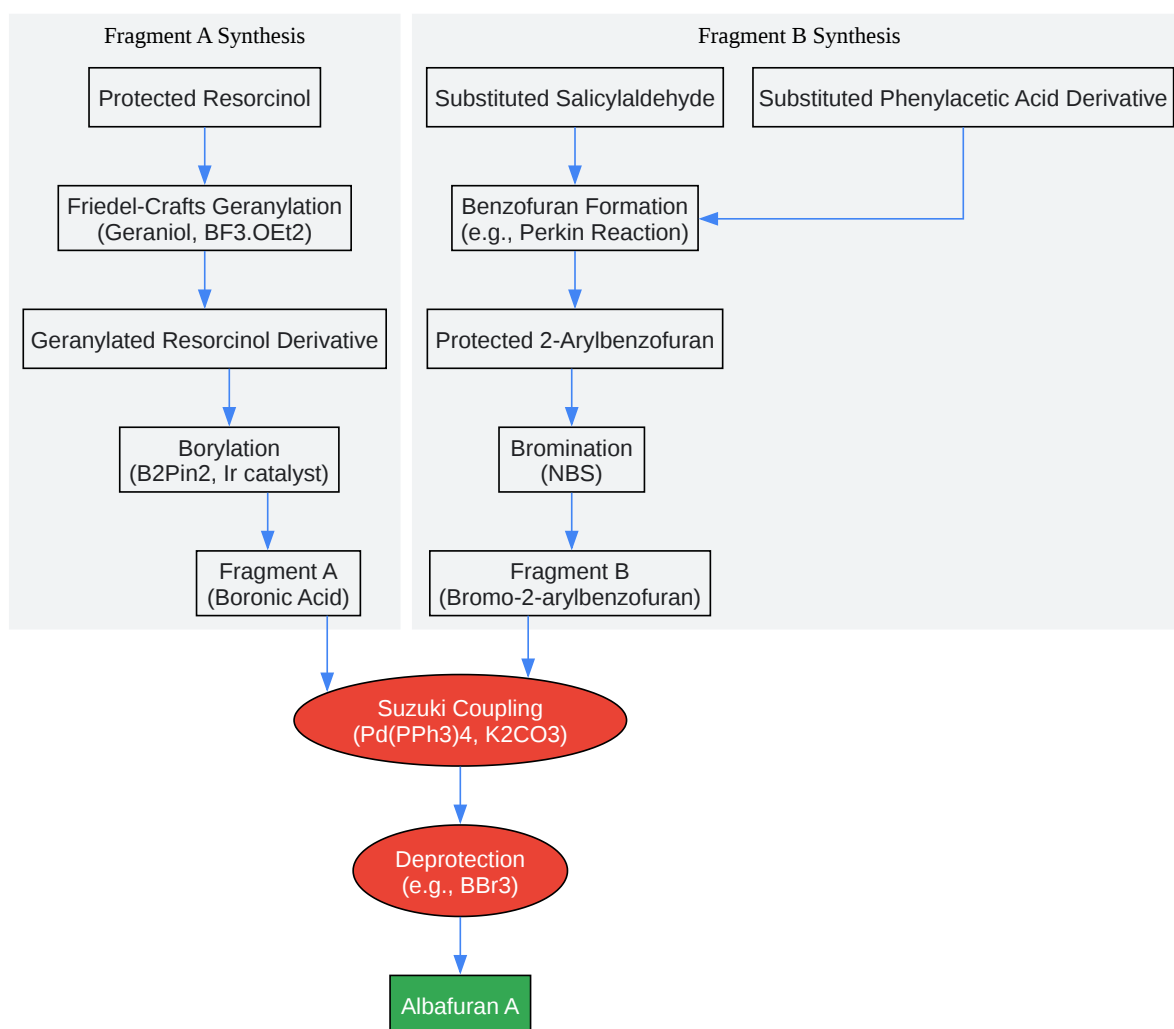 Fragment A Synthesis
Protected Resorcinol
Friedel-Crafts Geranylation
(Geraniol, BF3.OEt2)
Geranylated Resorcinol Derivative
Borylation
(B2Pin2, Ir catalyst)
Fragment A
(Boronic Acid)
Fragment B Synthesis
Substituted Salicylaldehyde
Substituted Phenylacetic Acid Derivative
Benzofuran Formation
(e.g., Perkin Reaction)
Protected 2-Arylbenzofuran
Bromination
(NBS)
Fragment B
(Bromo-2-arylbenzofuran)
Suzuki Coupling
(Pd(PPh3)4, K2CO3)
Deprotection
(e.g., BBr3)
Albafuran A